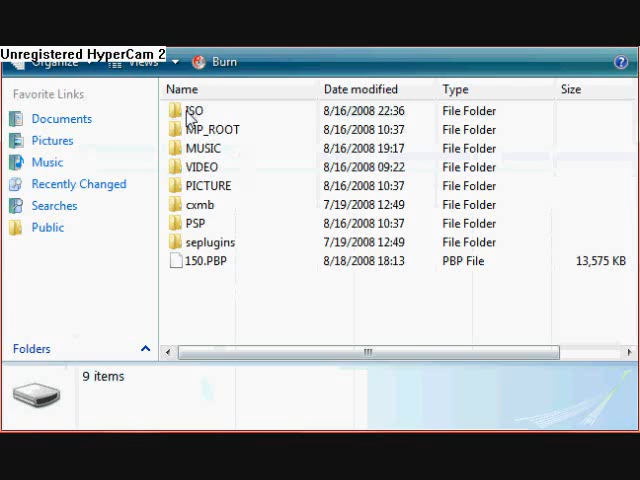 Unregistered HyperCam 2
Organize Views Burn
Favorite Links
Documents
Pictures
Music
Recently Changed
Searches
Public
Folders
Name Date modified Type Size
ISO 8/16/2008 22:36 File Folder
MP_ROOT 8/16/2008 10:37 File Folder
MUSIC 8/16/2008 19:17 File Folder
VIDEO 8/16/2008 09:22 File Folder
PICTURE 8/16/2008 10:37 File Folder
cxmb 7/19/2008 12:49 File Folder
PSP 8/16/2008 10:37 File Folder
seplugins 7/19/2008 12:49 File Folder
150.PBP 8/18/2008 18:13 PBP File 13,575 KB
9 items